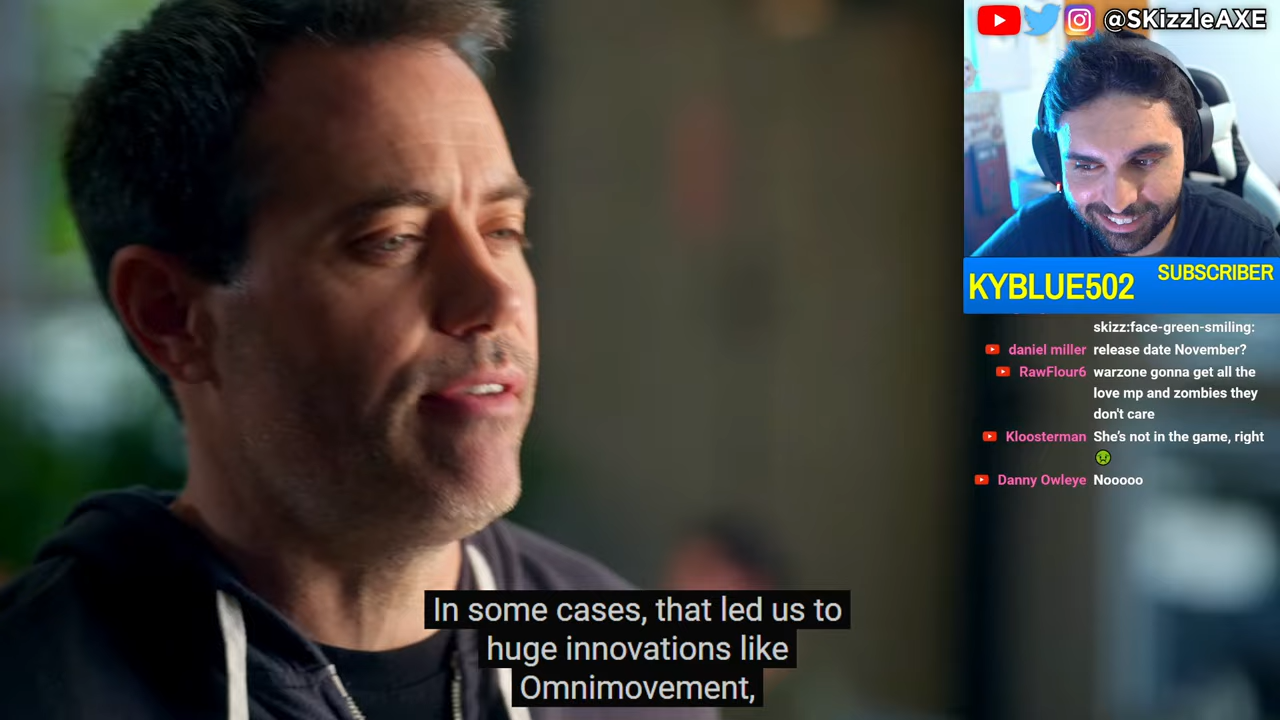 @SKizzleAXE
KYBLUE502
SUBSCRIBER
skizz:face-green-smiling:
daniel miller release date November?
RawFlour6 warzone gonna get all the
love mp and zombies they
don't care
Kloosterman She's not in the game, right
Danny Owleye Nooooo
In some cases, that led us to
huge innovations like
Omnimovement,